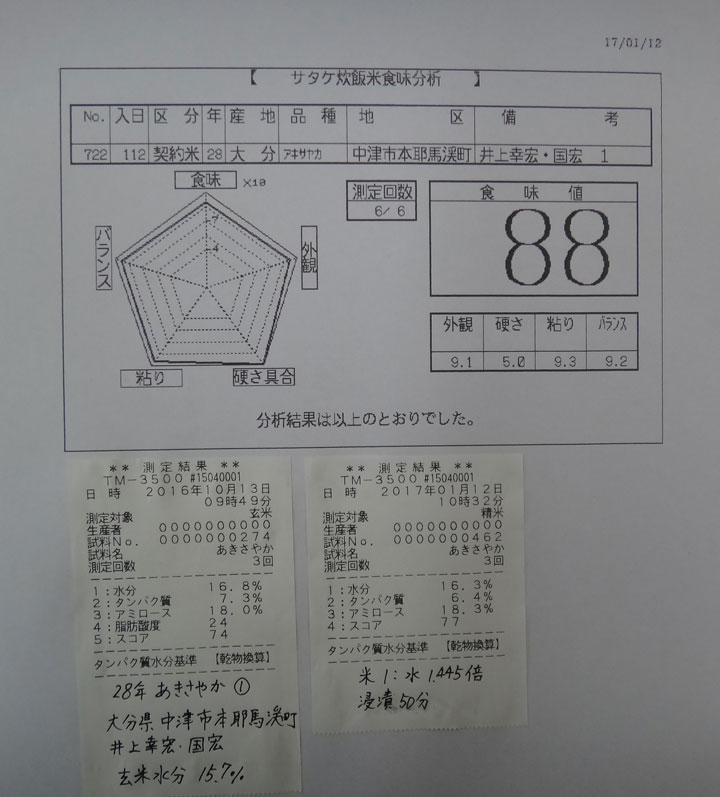 17/01/12
【 サタケ炊飯米食味分析 】
No. 入日 区分 年 産地 品種 地区 備考
722 112 契約米 28 大分 アキサヤカ 中津市本耶馬渓町 井上幸宏・国宏 1
食味 ×10
7
4
バランス
外観
粘り
硬さ具合
測定回数
6/ 6
食味値
88
外観 硬さ 粘り バランス
9.1 5.0 9.3 9.2
分析結果は以上のとおりでした。
** 測定結果 **
TM-3500 #15040001
日時 2016年10月13日
09時49分
測定対象 玄米
生産者 0000000000
試料No. 0000000274
試料名 あきさやか
測定回数 3回
1:水分 16.8%
2:タンパク質 7.3%
3:アミロース 18.0%
4:脂肪酸度 24
5:スコア 74
タンパク質水分基準 【乾物換算】
28年 あきさやか ①
大分県中津市本耶馬渓町
井上幸宏・国宏
玄米水分 15.7%
** 測定結果 **
TM-3500 #15040001
日時 2017年01月12日
10時32分
測定対象 精米
生産者 0000000000
試料No. 0000000462
試料名 あきさやか
測定回数 3回
1:水分 16.3%
2:タンパク質 6.4%
3:アミロース 18.3%
4:スコア 77
タンパク質水分基準 【乾物換算】
米1:水1.445倍
浸漬50分